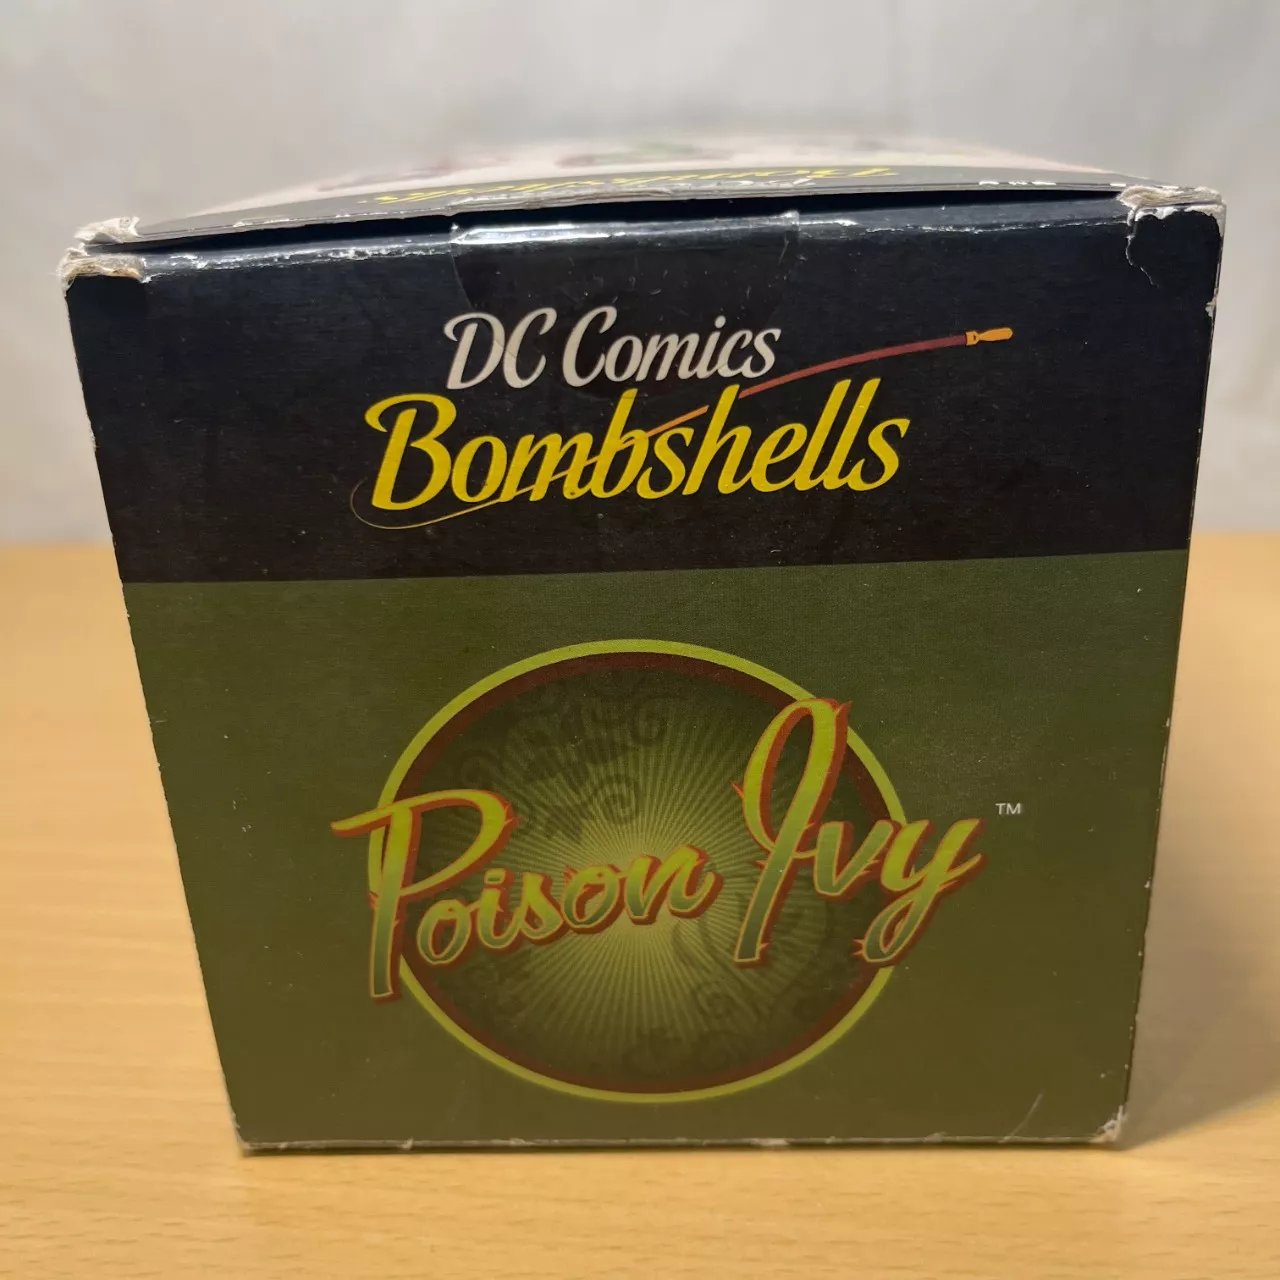 DC Comics
Bombshells
Poison Ivy™